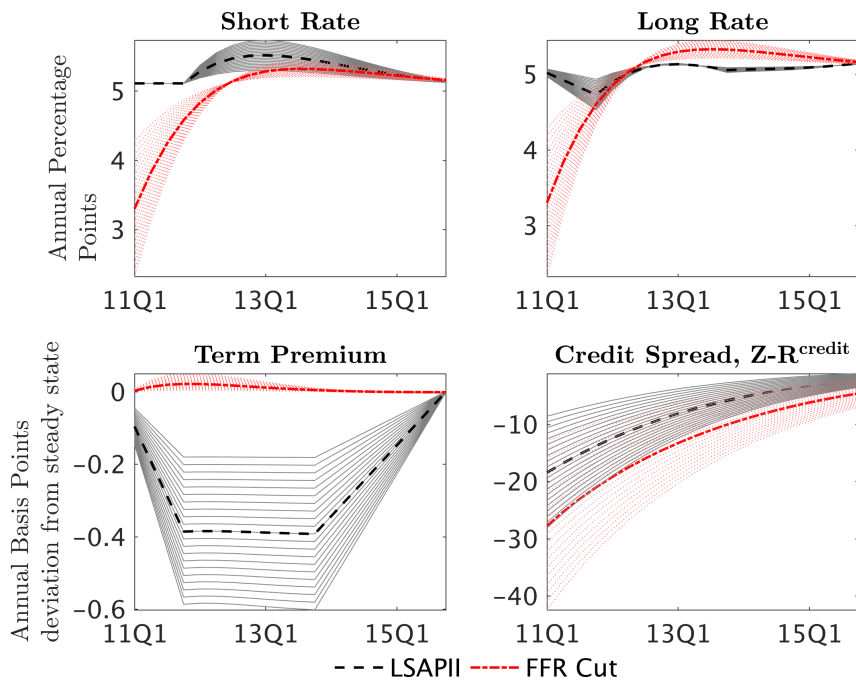 Short Rate
Long Rate
Annual Percentage
Points
5
4
3
11Q1
13Q1
15Q1
5
4
3
11Q1
13Q1
15Q1
Term Premium
Credit Spread, Z-R^credit
Annual Basis Points
deviation from steady state
0
−0.2
−0.4
−0.6
11Q1
13Q1
15Q1
−10
−20
−30
−40
11Q1
13Q1
15Q1
LSAPII
FFR Cut